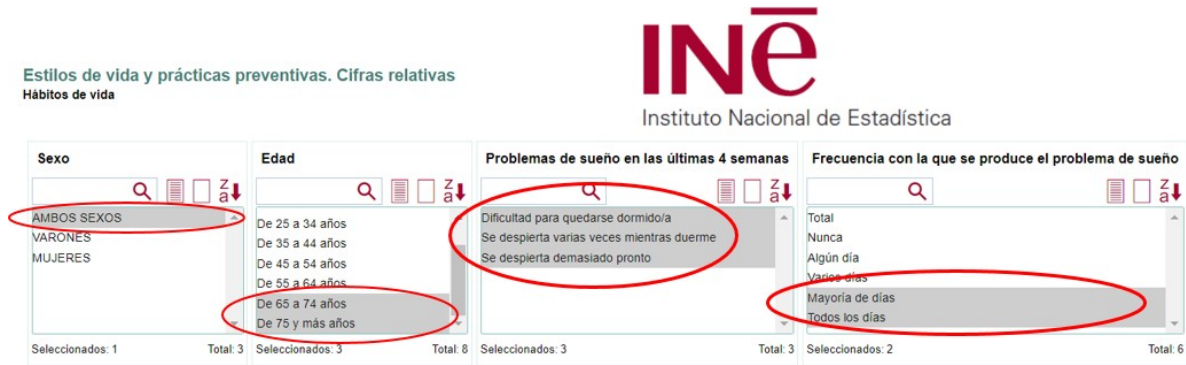 INē
Instituto Nacional de Estadística
Estilos de vida y prácticas preventivas. Cifras relativas
Hábitos de vida
Sexo
AMBOS SEXOS
VARONES
MUJERES
Seleccionados: 1 Total: 3
Edad
De 25 a 34 años
De 35 a 44 años
De 45 a 54 años
De 55 a 64 años
De 65 a 74 años
De 75 y más años
Seleccionados: 3 Total: 8
Problemas de sueño en las últimas 4 semanas
Dificultad para quedarse dormido/a
Se despierta varias veces mientras duerme
Se despierta demasiado pronto
Seleccionados: 3 Total: 3
Frecuencia con la que se produce el problema de sueño
Total
Nunca
Algún día
Varios días
Mayoría de días
Todos los días
Seleccionados: 2 Total: 6